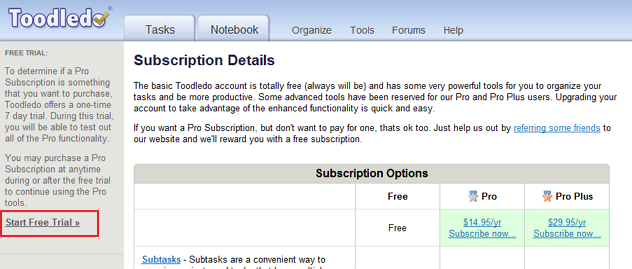 Toodledo
Tasks
Notebook
Organize
Tools
Forums
Help
FREE TRIAL:
To determine if a Pro
Subscription is something
that you want to purchase,
Toodledo offers a one-time
7 day trial. During this trial,
you will be able to test out
all of the Pro functionality.
You may purchase a Pro
Subscription at anytime
during or after the free trial
to continue using the Pro
tools.
Start Free Trial »
Subscription Details
The basic Toodledo account is totally free (always will be) and has some very powerful tools for you to organize your
tasks and be more productive. Some advanced tools have been reserved for our Pro and Pro Plus users. Upgrading your
account to take advantage of the enhanced functionality is quick and easy.
If you want a Pro Subscription, but don't want to pay for one, thats ok too. Just help us out by referring some friends to
our website and we'll reward you with a free subscription.
Subscription Options
Free
Pro
Pro Plus
Free
$14.95/yr
Subscribe now...
$29.95/yr
Subscribe now...
Subtasks - Subtasks are a convenient way to